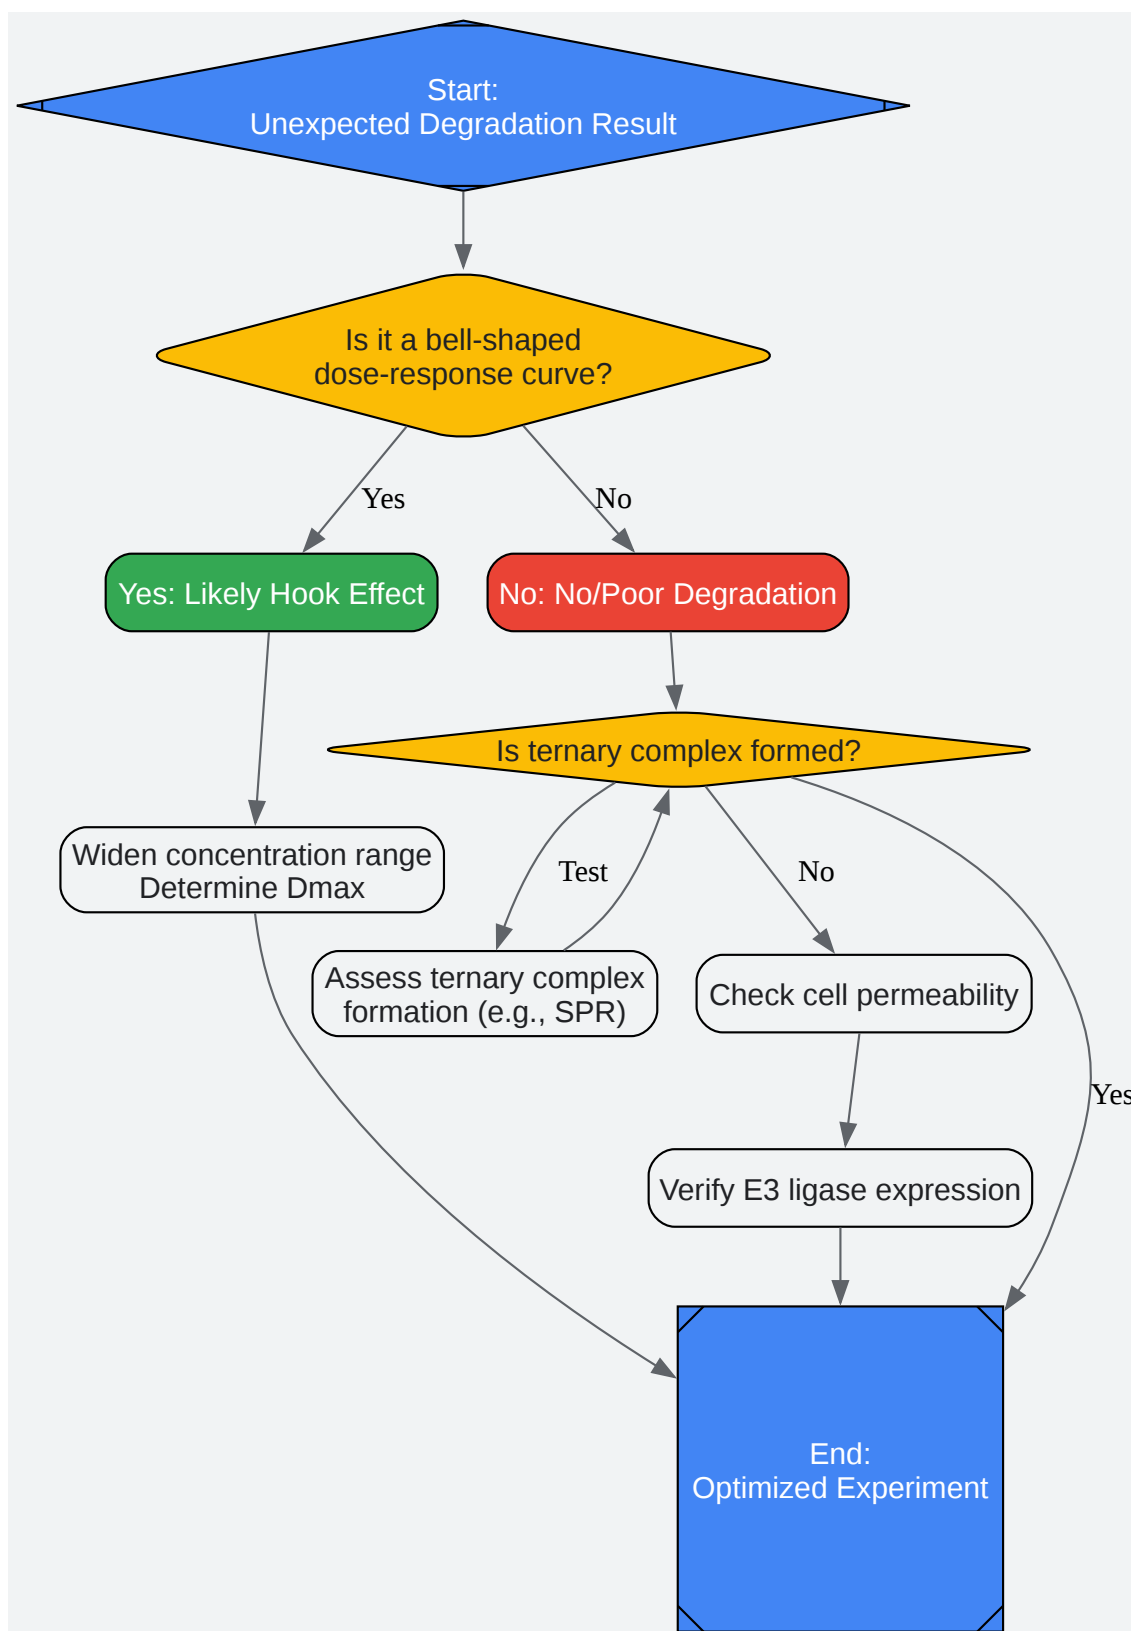 Start:
Unexpected Degradation Result
Is it a bell-shaped
dose-response curve?
Yes
No
Yes: Likely Hook Effect
No: No/Poor Degradation
Is ternary complex formed?
Widen concentration range
Determine Dmax
Test
No
Assess ternary complex
formation (e.g., SPR)
Check cell permeability
Yes
Verify E3 ligase expression
End:
Optimized Experiment